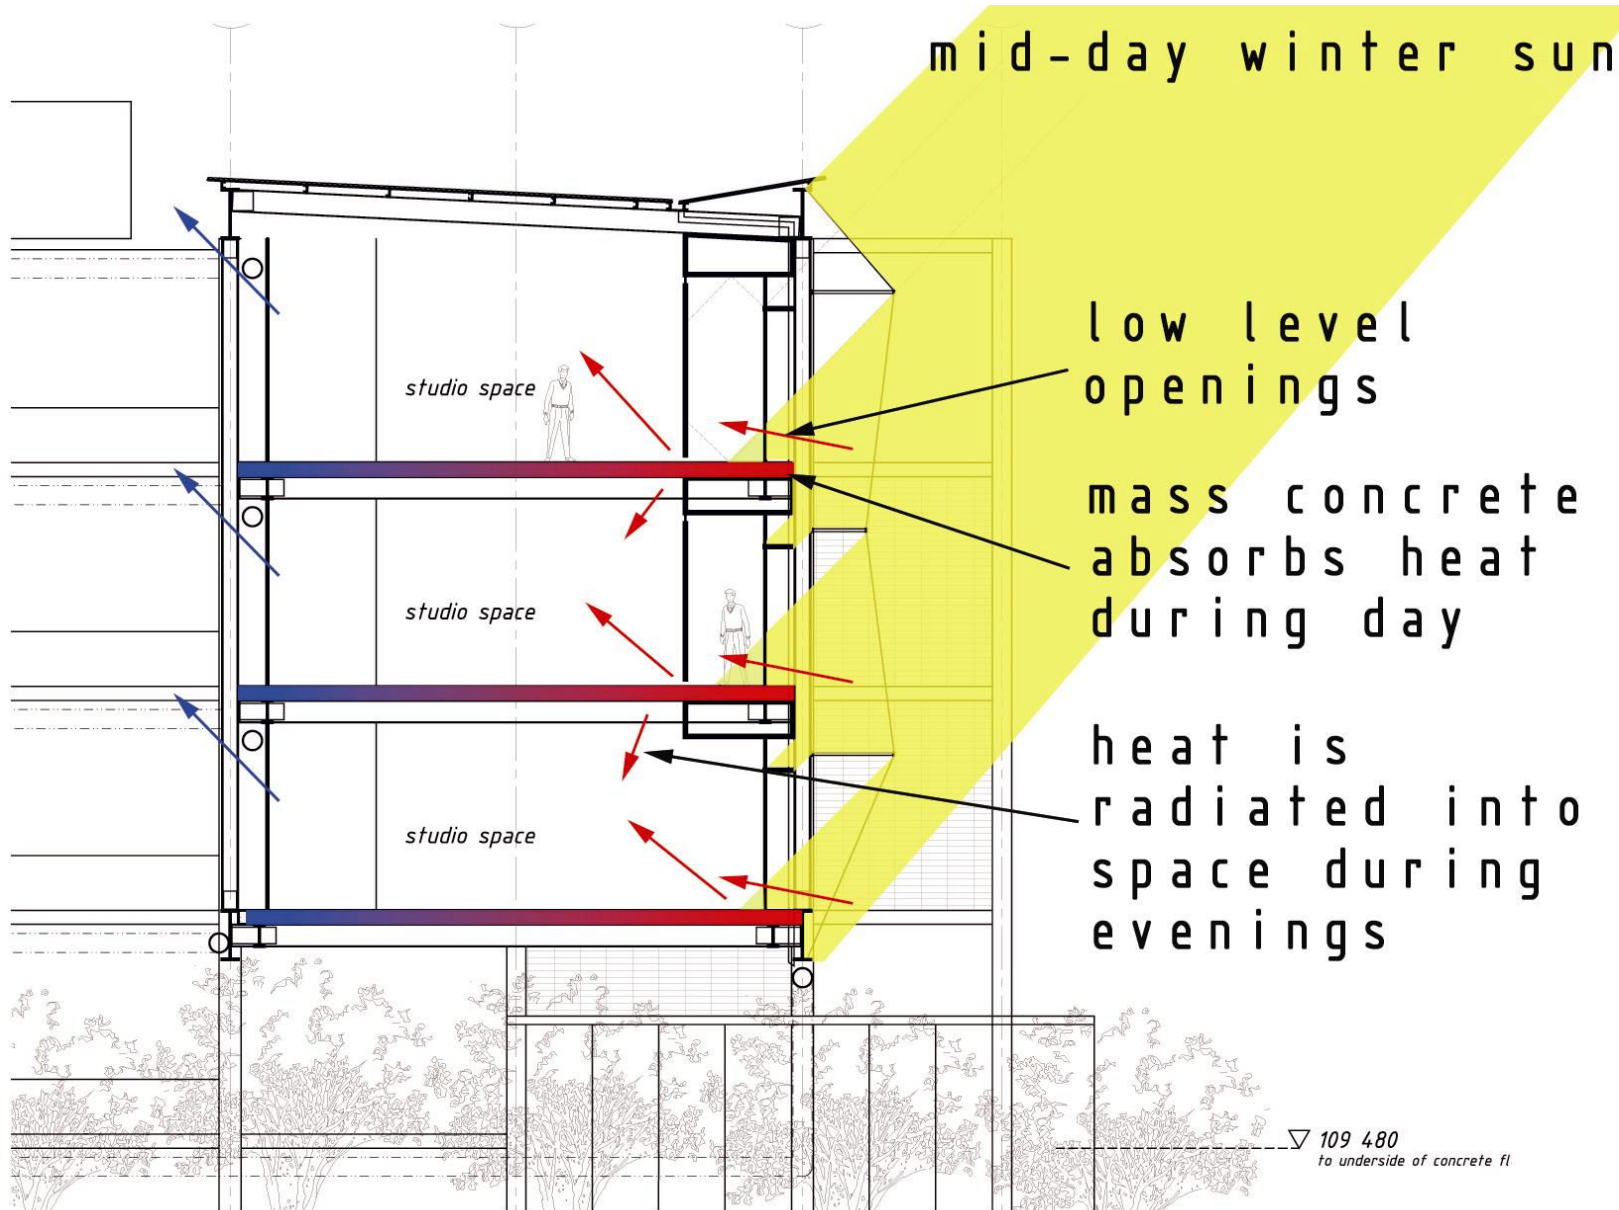 mid-day winter sun
low level
openings
studio space
mass concrete
absorbs heat
during day
studio space
heat is
radiated into
space during
evenings
studio space
109 480
to underside of concrete fl